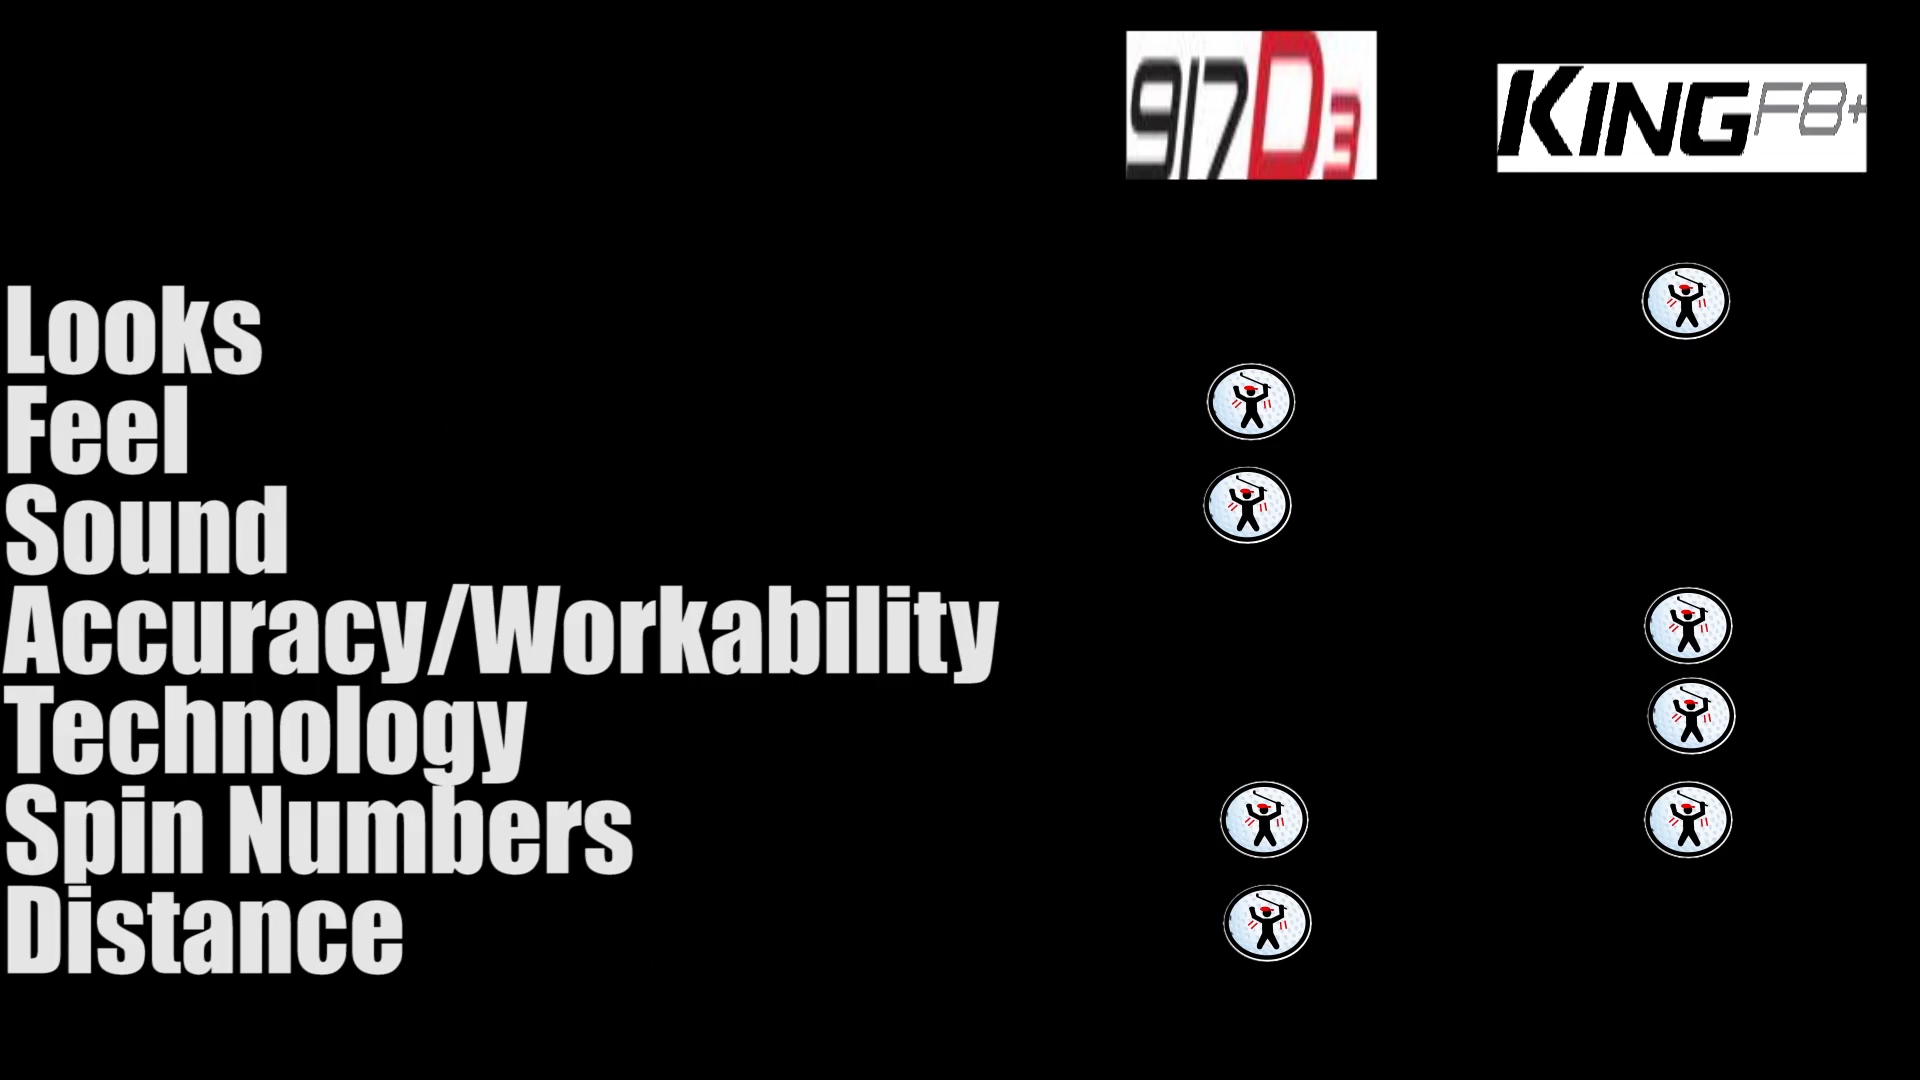 917D3
KING F8+
Looks
Feel
Sound
Accuracy/Workability
Technology
Spin Numbers
Distance